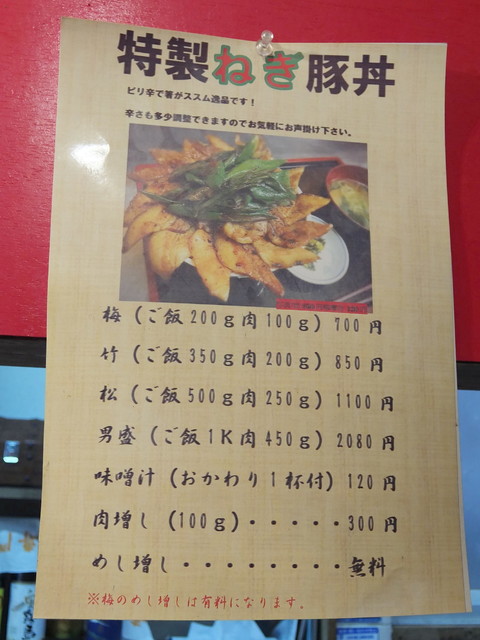 特製ねぎ豚丼
ピリ辛で箸がススム逸品です！
辛さも多少調整できますのでお気軽にお声掛け下さい。
梅（ご飯200ｇ肉100ｇ）700円
竹（ご飯350ｇ肉200ｇ）850円
松（ご飯500ｇ肉250ｇ）1100円
男盛（ご飯1K肉450ｇ）2080円
味噌汁（おかわり1杯付）120円
肉増し（100ｇ）・・・・・300円
めし増し・・・・・・・・・無料
※梅のめし増しは有料になります。